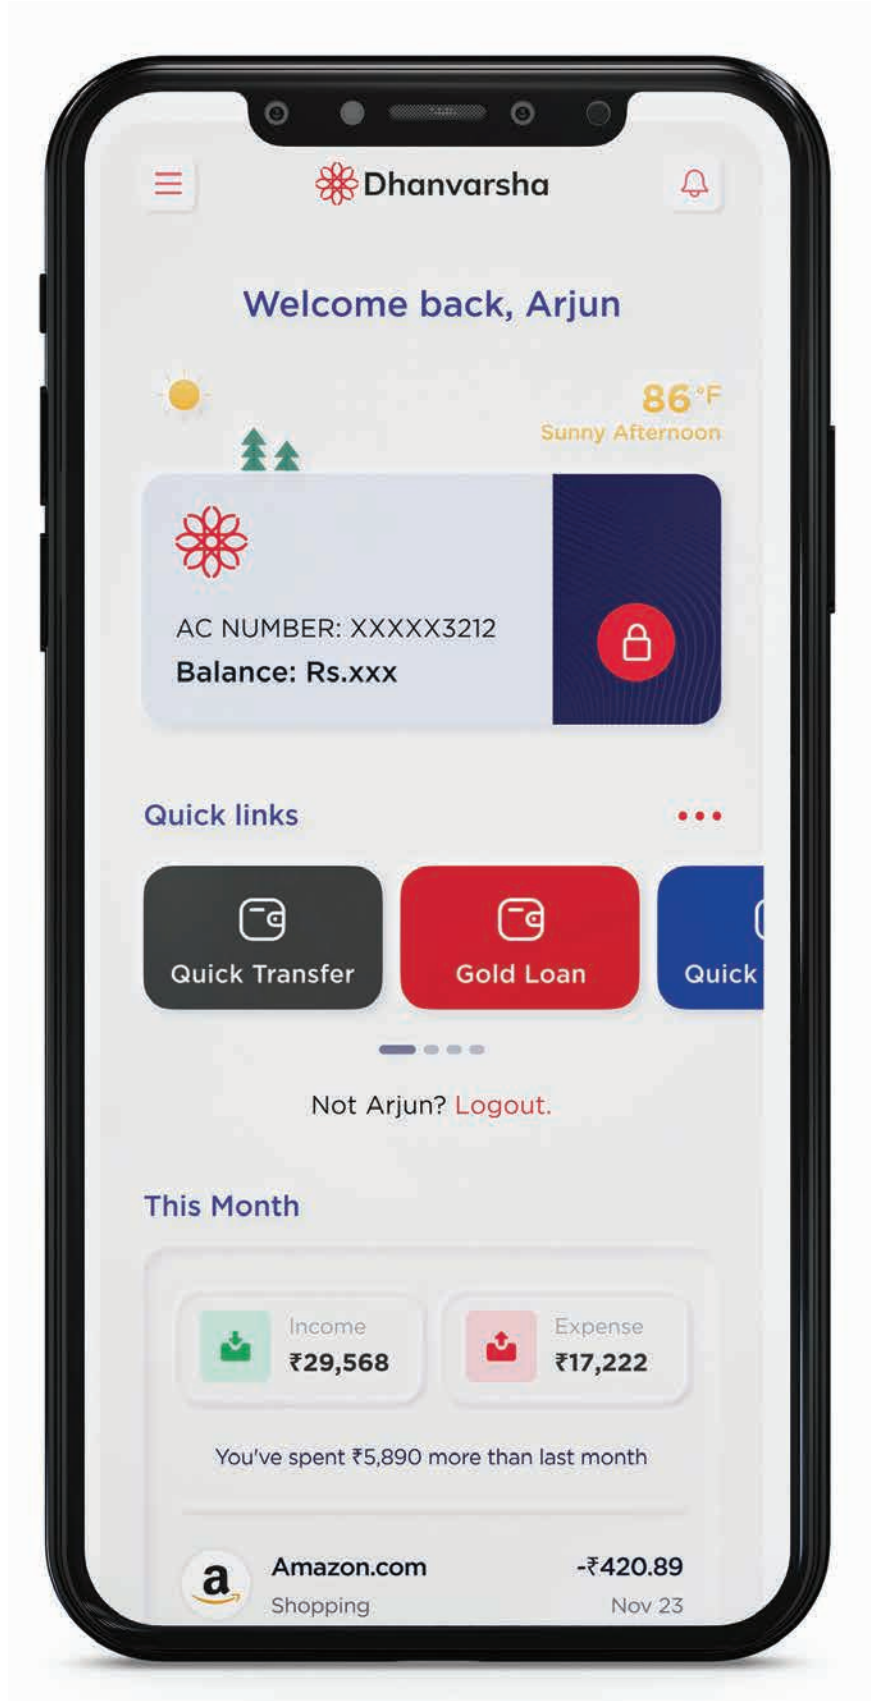 Dhanvarsha
Welcome back, Arjun
86°F
Sunny Afternoon
AC NUMBER: XXXXX3212
Balance: Rs.xxx
Quick links
Quick Transfer
Gold Loan
Quick
Not Arjun? Logout.
This Month
Income
₹29,568
Expense
₹17,222
You've spent ₹5,890 more than last month
a
Amazon.com
-₹420.89
Shopping
Nov 23